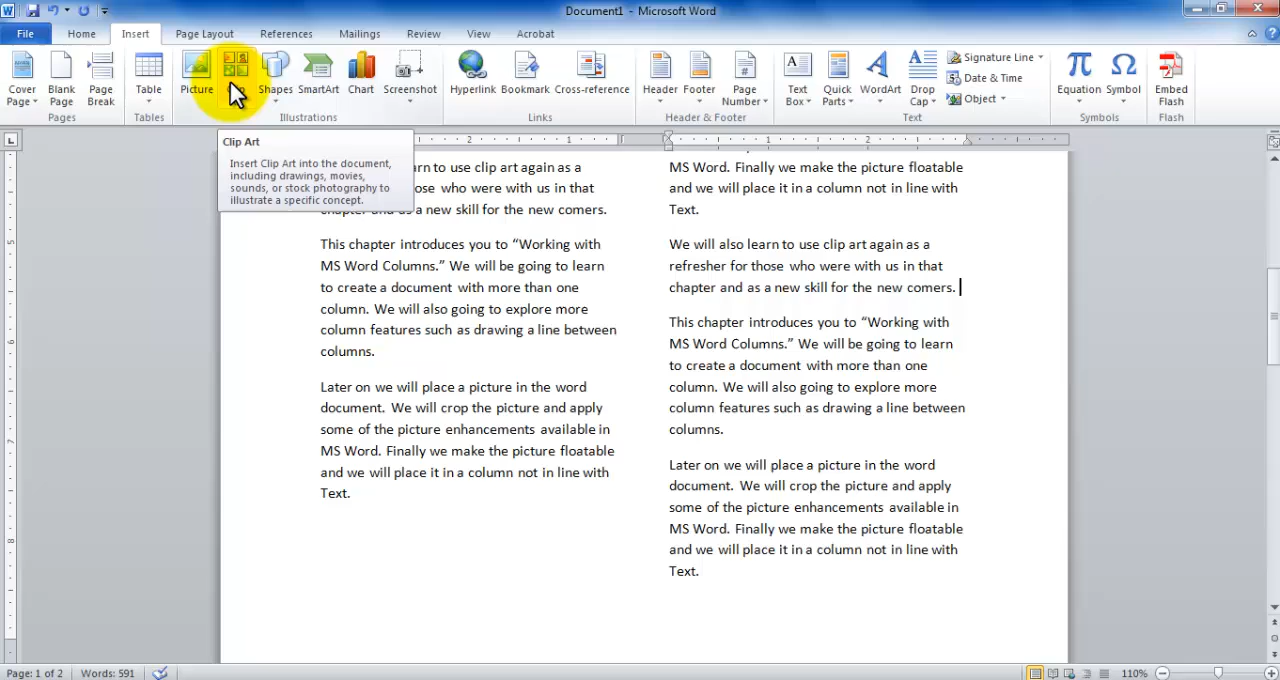 Document1 - Microsoft Word
File Home Insert Page Layout References Mailings Review View Acrobat
Cover Page
Blank Page
Page Break
Table
Picture
Shapes
SmartArt
Chart
Screenshot
Hyperlink
Bookmark
Cross-reference
Header
Footer
Page Number
Text Box
Quick Parts
WordArt
Drop Cap
Signature Line
Date & Time
Object
Equation
Symbol
Embed Flash
Pages Tables Illustrations Links Header & Footer Text Symbols Flash
Clip Art
Insert Clip Art into the document,
including drawings, movies,
sounds, or stock photography to
illustrate a specific concept.
2 1 1 2
5
6
7
8
to use clip art again as a
those who were with us in that
chapter and as a new skill for the new comers.
This chapter introduces you to “Working with
MS Word Columns.” We will be going to learn
to create a document with more than one
column. We will also going to explore more
column features such as drawing a line between
columns.
Later on we will place a picture in the word
document. We will crop the picture and apply
some of the picture enhancements available in
MS Word. Finally we make the picture floatable
and we will place it in a column not in line with
Text.
MS Word. Finally we make the picture floatable
and we will place it in a column not in line with
Text.
We will also learn to use clip art again as a
refresher for those who were with us in that
chapter and as a new skill for the new comers.
This chapter introduces you to “Working with
MS Word Columns.” We will be going to learn
to create a document with more than one
column. We will also going to explore more
column features such as drawing a line between
columns.
Later on we will place a picture in the word
document. We will crop the picture and apply
some of the picture enhancements available in
MS Word. Finally we make the picture floatable
and we will place it in a column not in line with
Text.
Page: 1 of 2 Words: 591 110%